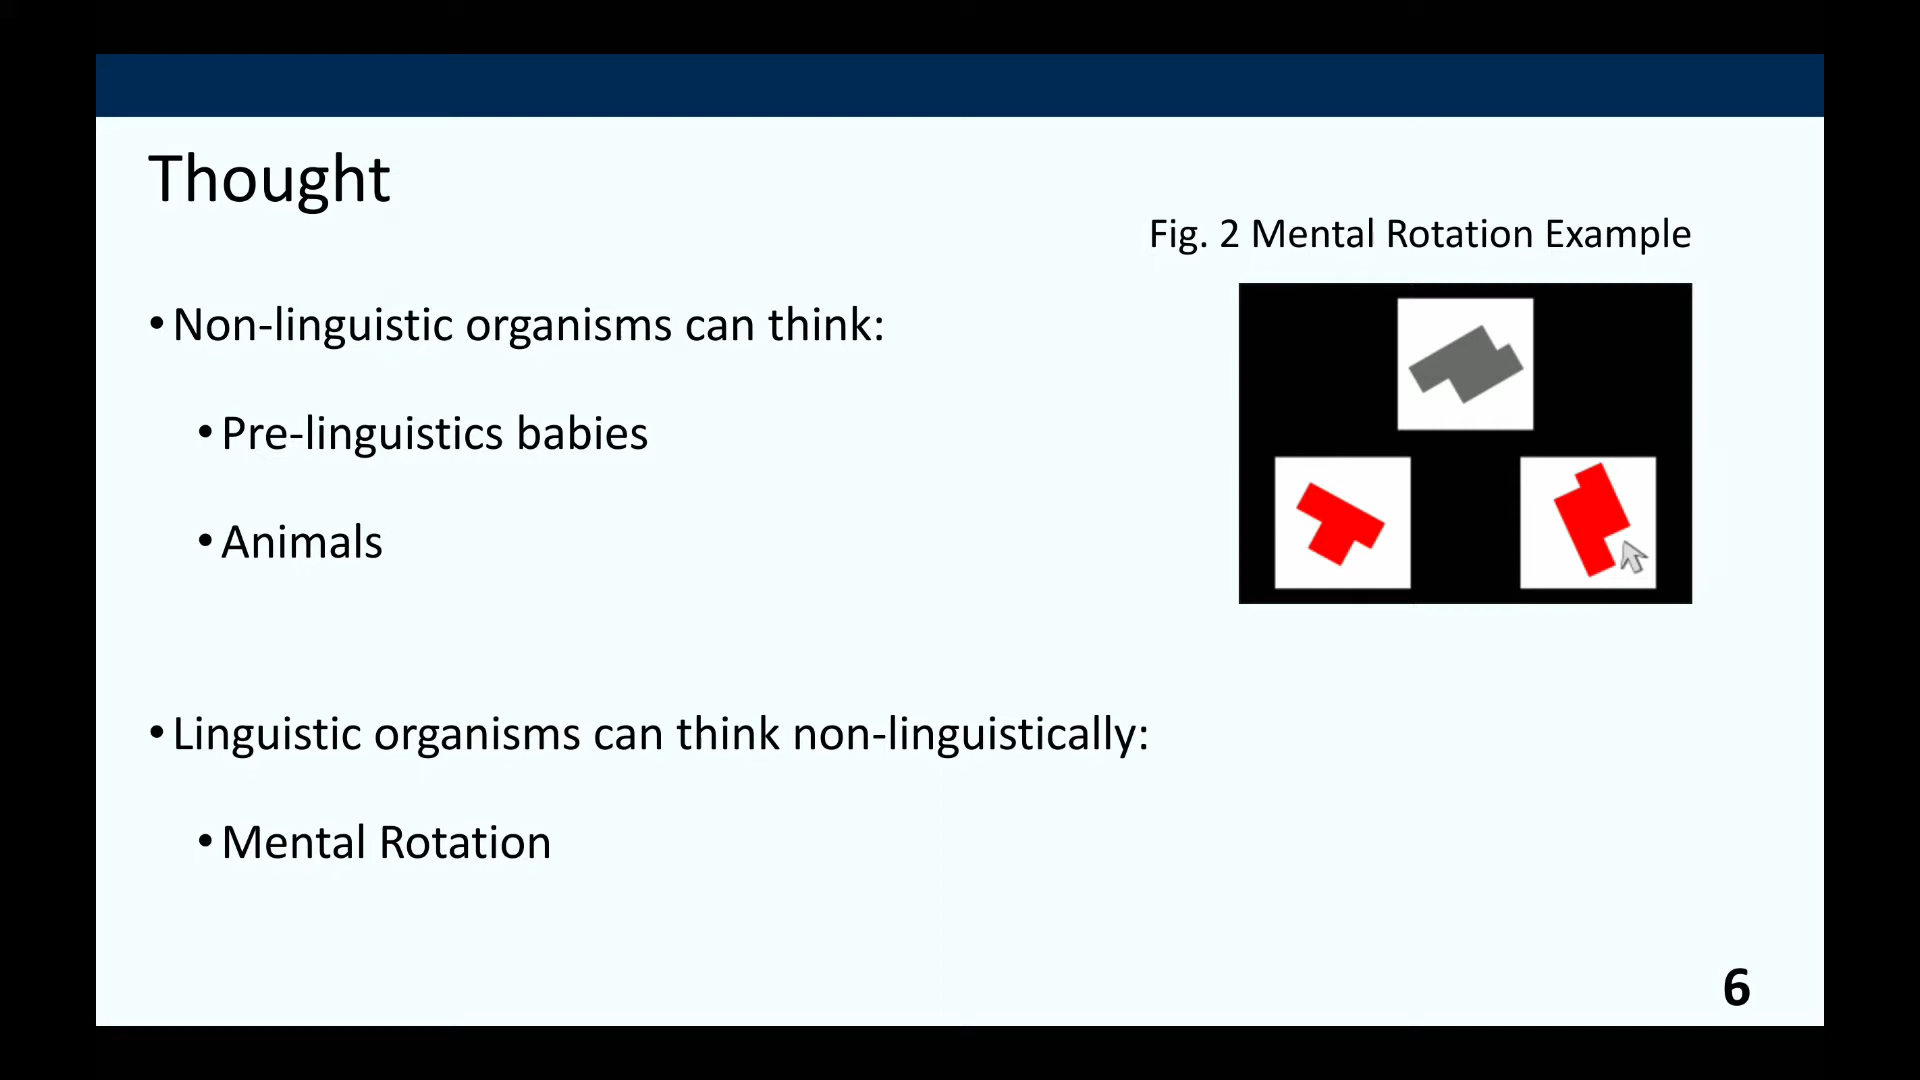 Thought
Fig. 2 Mental Rotation Example
•Non-linguistic organisms can think:
•Pre-linguistics babies
•Animals
•Linguistic organisms can think non-linguistically:
•Mental Rotation
6